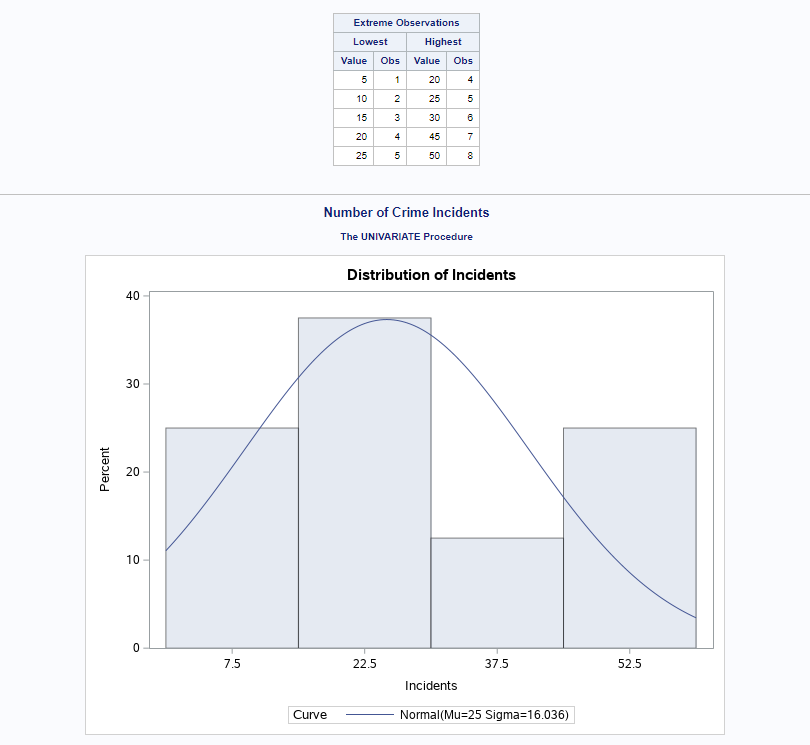 Extreme Observations
Lowest Highest
Value Obs Value Obs
5 1 20 4
10 2 25 5
15 3 30 6
20 4 45 7
25 5 50 8
Number of Crime Incidents
The UNIVARIATE Procedure
Distribution of Incidents
40
30
20
10
0
Percent
7.5 22.5 37.5 52.5
Incidents
Curve Normal(Mu=25 Sigma=16.036)